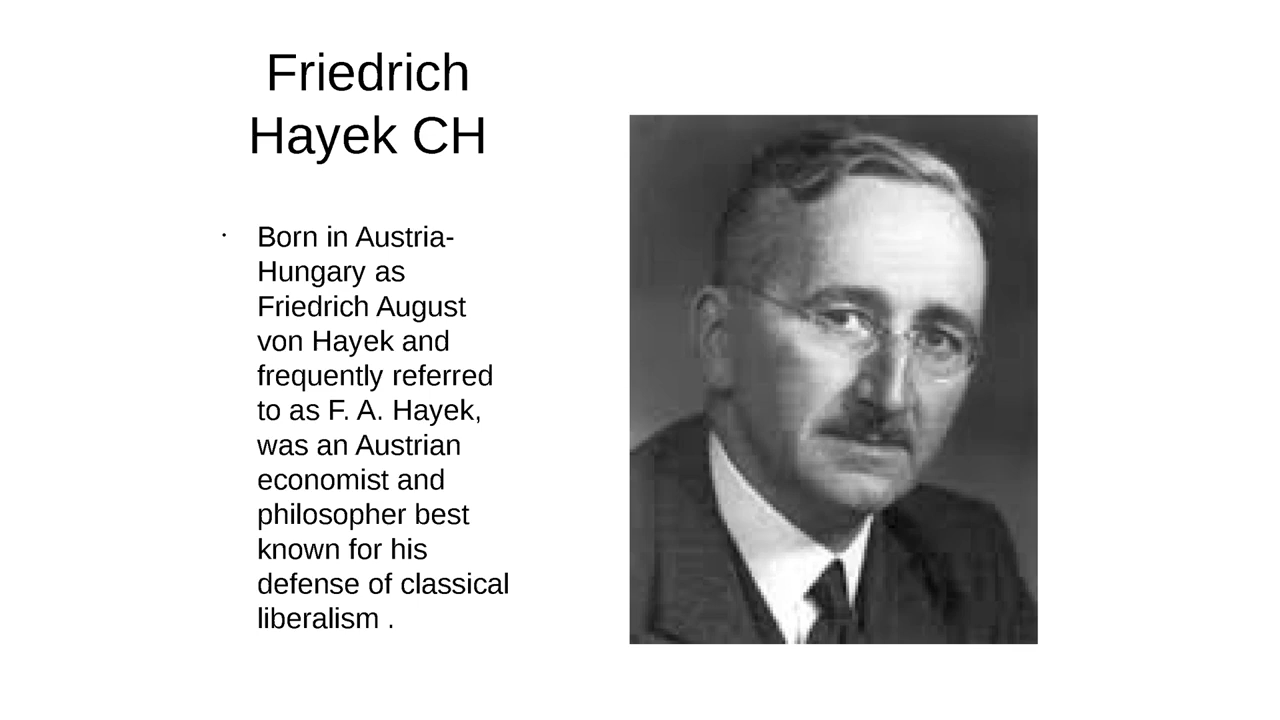 Friedrich
Hayek CH
· Born in Austria-
Hungary as
Friedrich August
von Hayek and
frequently referred
to as F. A. Hayek,
was an Austrian
economist and
philosopher best
known for his
defense of classical
liberalism .